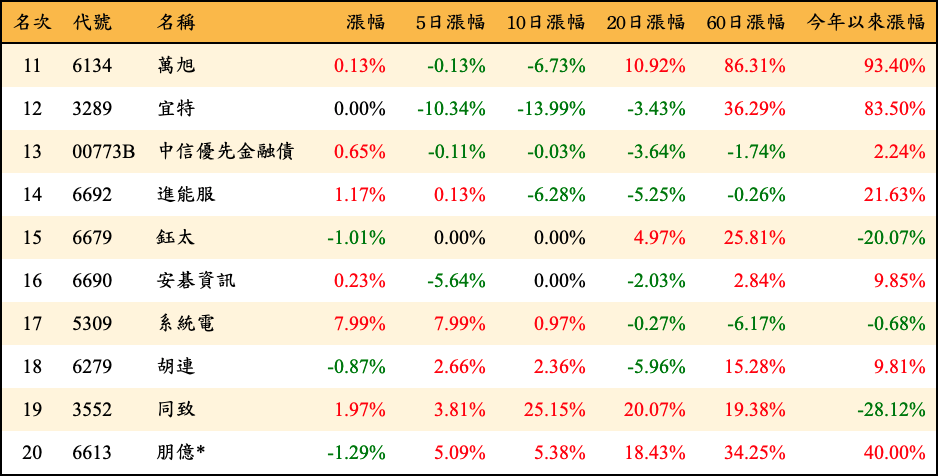 名次 代號 名稱 漲幅 5日漲幅 10日漲幅 20日漲幅 60日漲幅 今年以來漲幅
11 6134 萬旭 0.13% -0.13% -6.73% 10.92% 86.31% 93.40%
12 3289 宜特 0.00% -10.34% -13.99% -3.43% 36.29% 83.50%
13 00773B 中信優先金融債 0.65% -0.11% -0.03% -3.64% -1.74% 2.24%
14 6692 進能服 1.17% 0.13% -6.28% -5.25% -0.26% 21.63%
15 6679 鈺太 -1.01% 0.00% 0.00% 4.97% 25.81% -20.07%
16 6690 安碁資訊 0.23% -5.64% 0.00% -2.03% 2.84% 9.85%
17 5309 系統電 7.99% 7.99% 0.97% -0.27% -6.17% -0.68%
18 6279 胡連 -0.87% 2.66% 2.36% -5.96% 15.28% 9.81%
19 3552 同致 1.97% 3.81% 25.15% 20.07% 19.38% -28.12%
20 6613 朋億* -1.29% 5.09% 5.38% 18.43% 34.25% 40.00%